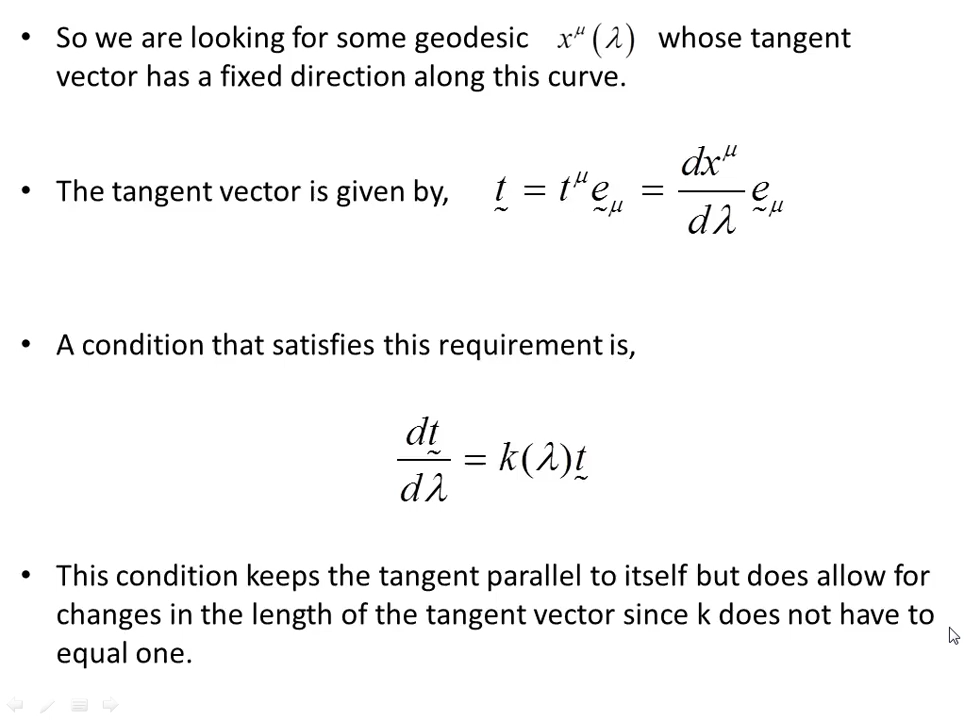 • So we are looking for some geodesic x^μ(λ) whose tangent
vector has a fixed direction along this curve.
• The tangent vector is given by, t̰ = t^μ ḛ_μ = dx^μ/dλ ḛ_μ
• A condition that satisfies this requirement is,
dt̰/dλ = k(λ)t̰
• This condition keeps the tangent parallel to itself but does allow for
changes in the length of the tangent vector since k does not have to
equal one.